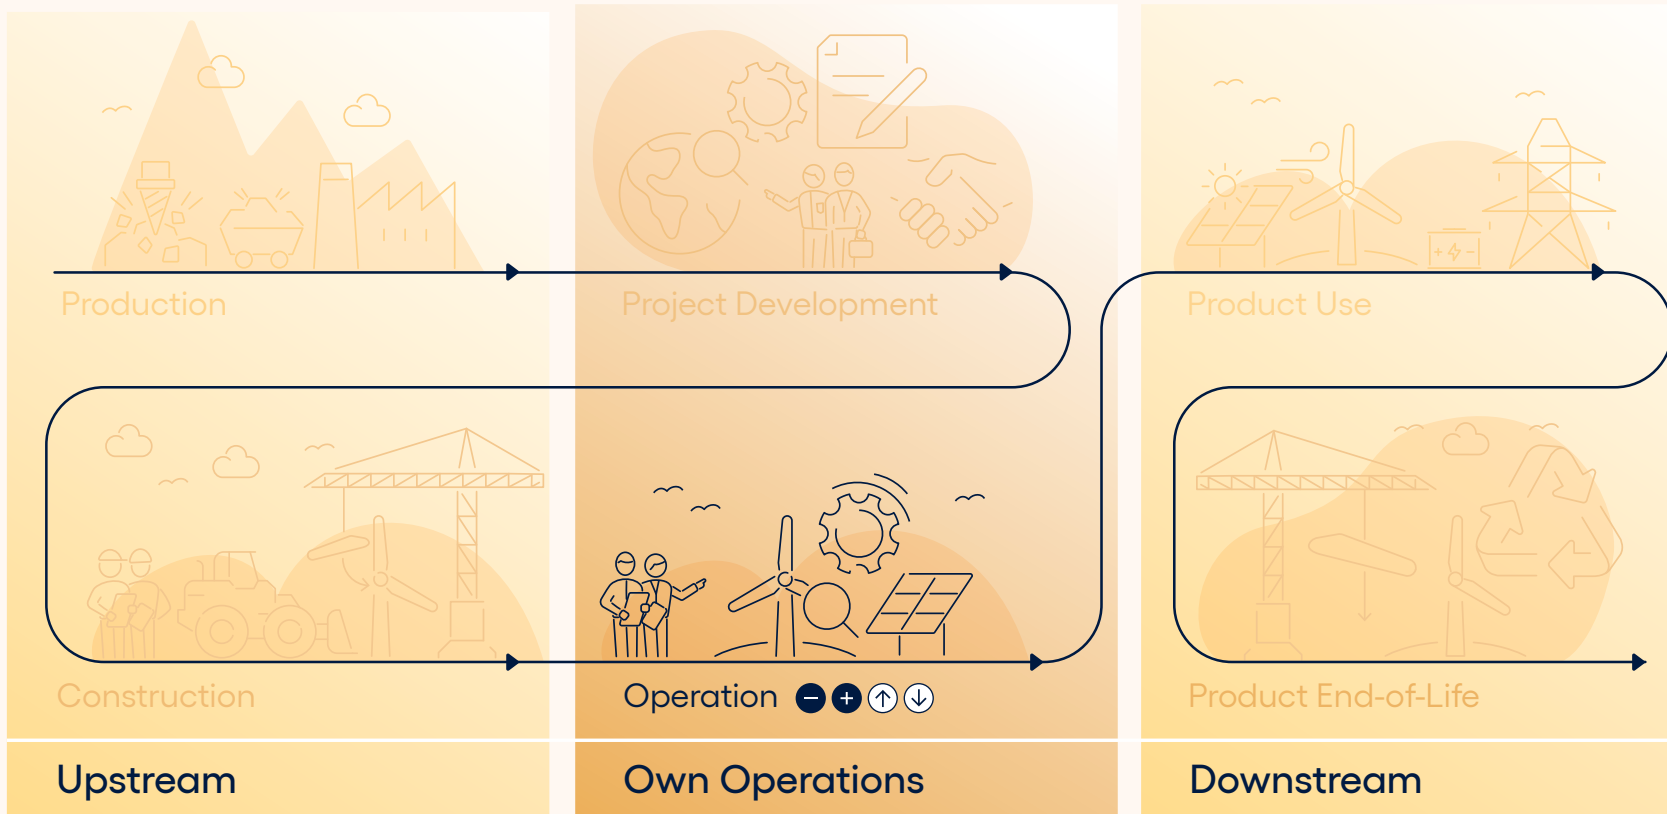 Production
Project Development
Product Use
Construction
Operation
Product End-of-Life
Upstream
Own Operations
Downstream